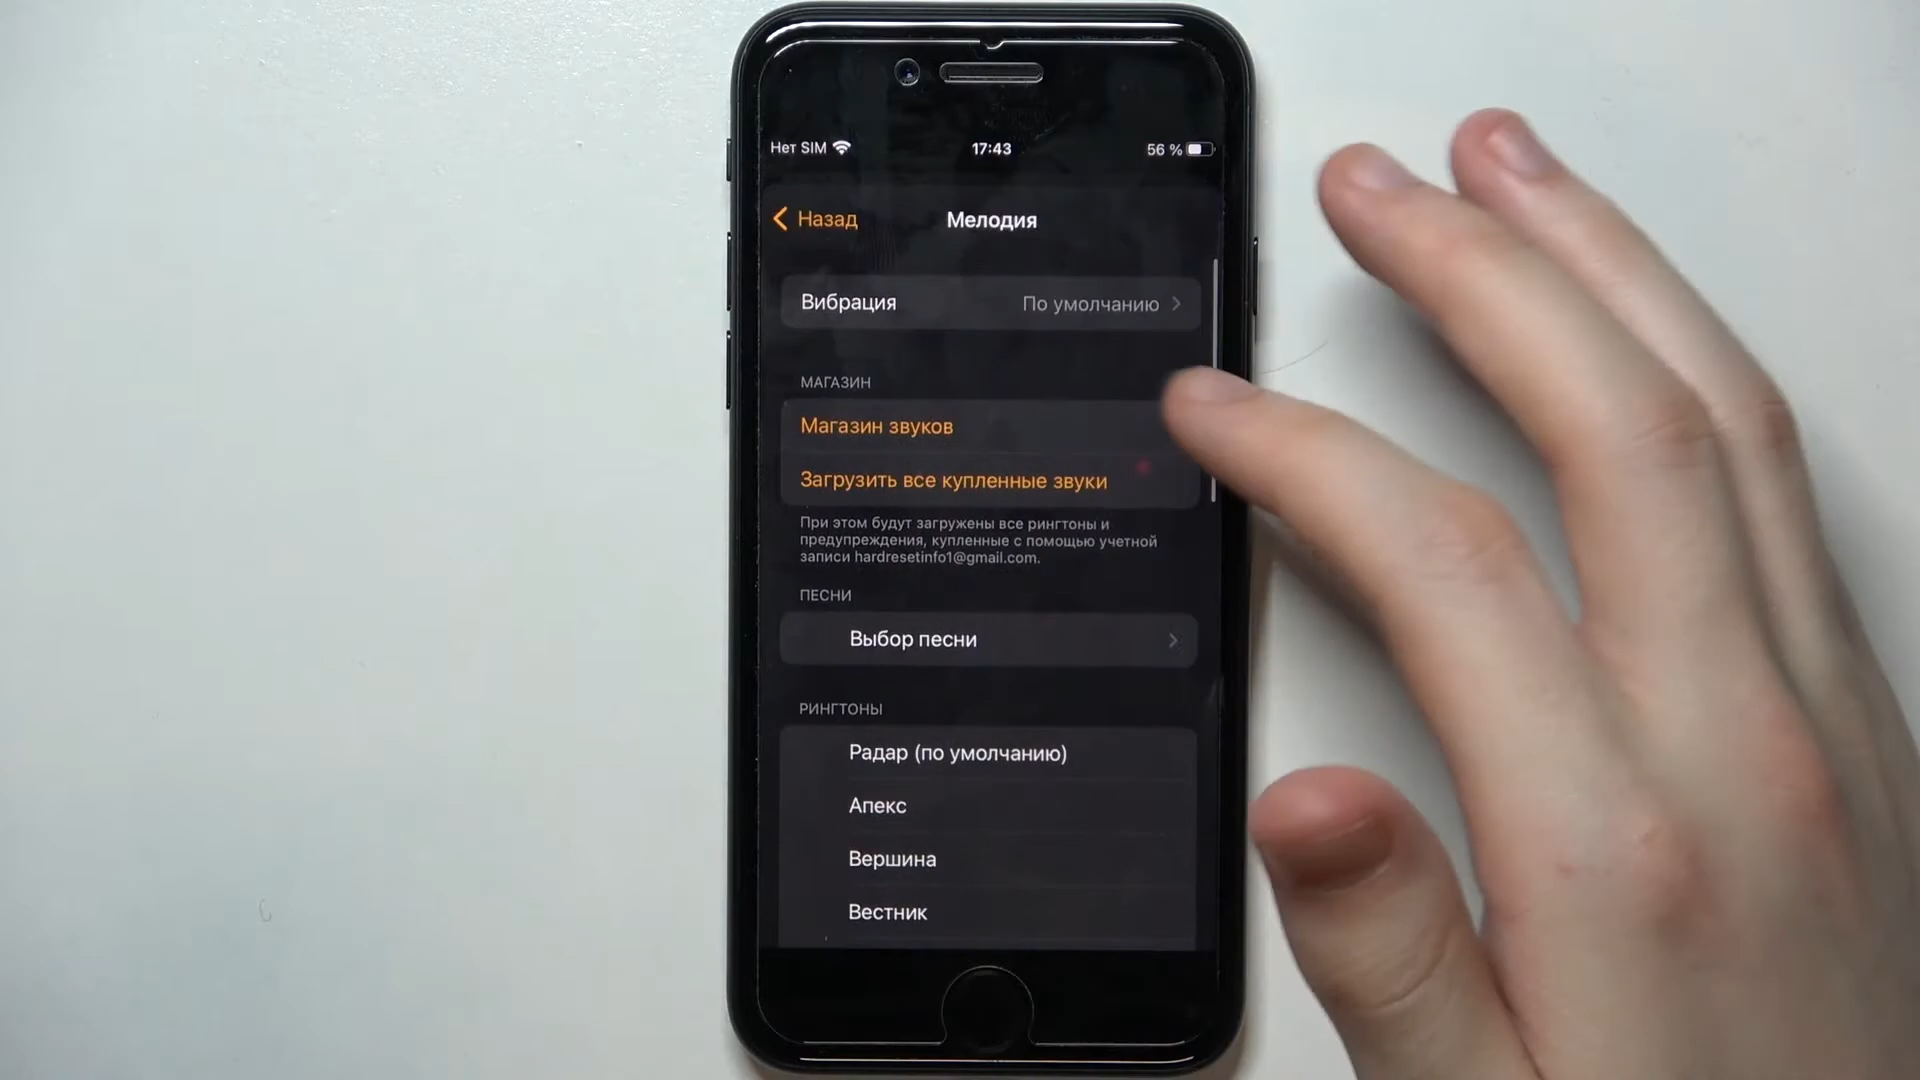 Нет SIM
17:43
56 %
Назад
Мелодия
Вибрация
По умолчанию
МАГАЗИН
Магазин звуков
Загрузить все купленные звуки
При этом будут загружены все рингтоны и
предупреждения, купленные с помощью учетной
записи hardresetinfo1@gmail.com.
ПЕСНИ
Выбор песни
РИНГТОНЫ
Радар (по умолчанию)
Апекс
Вершина
Вестник